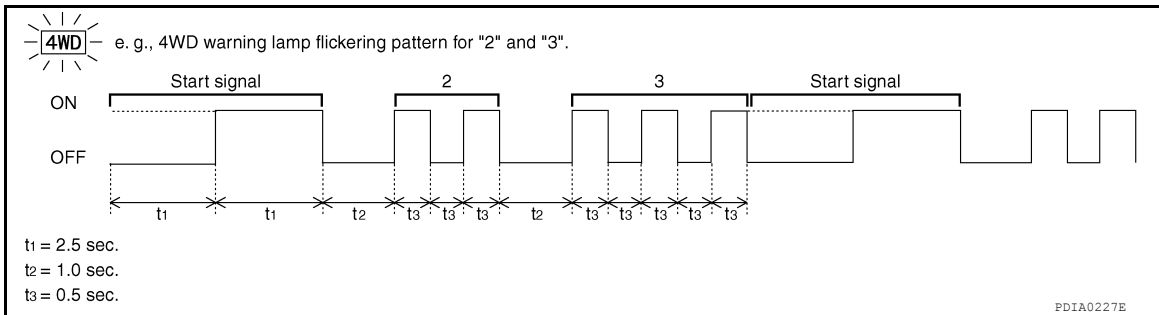 4WD e. g., 4WD warning lamp flickering pattern for "2" and "3".
Start signal 2 3 Start signal
ON
OFF
t1 t1 t2 t3 t3 t3 t2 t3 t3 t3 t3 t3
t1 = 2.5 sec.
t2 = 1.0 sec.
t3 = 0.5 sec.
PDIA0227E